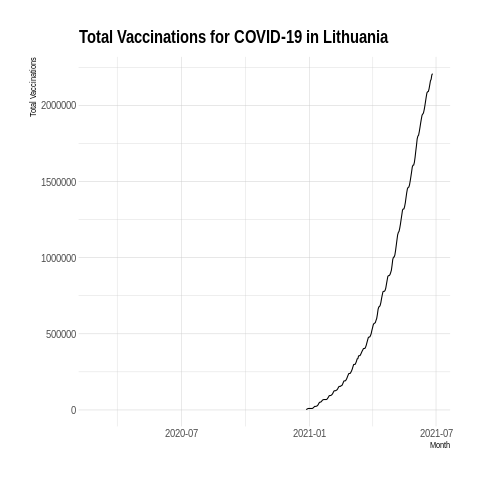 Total Vaccinations for COVID-19 in Lithuania
Total Vaccinations
2000000
1500000
1000000
500000
0
2020-07
2021-01
2021-07
Month